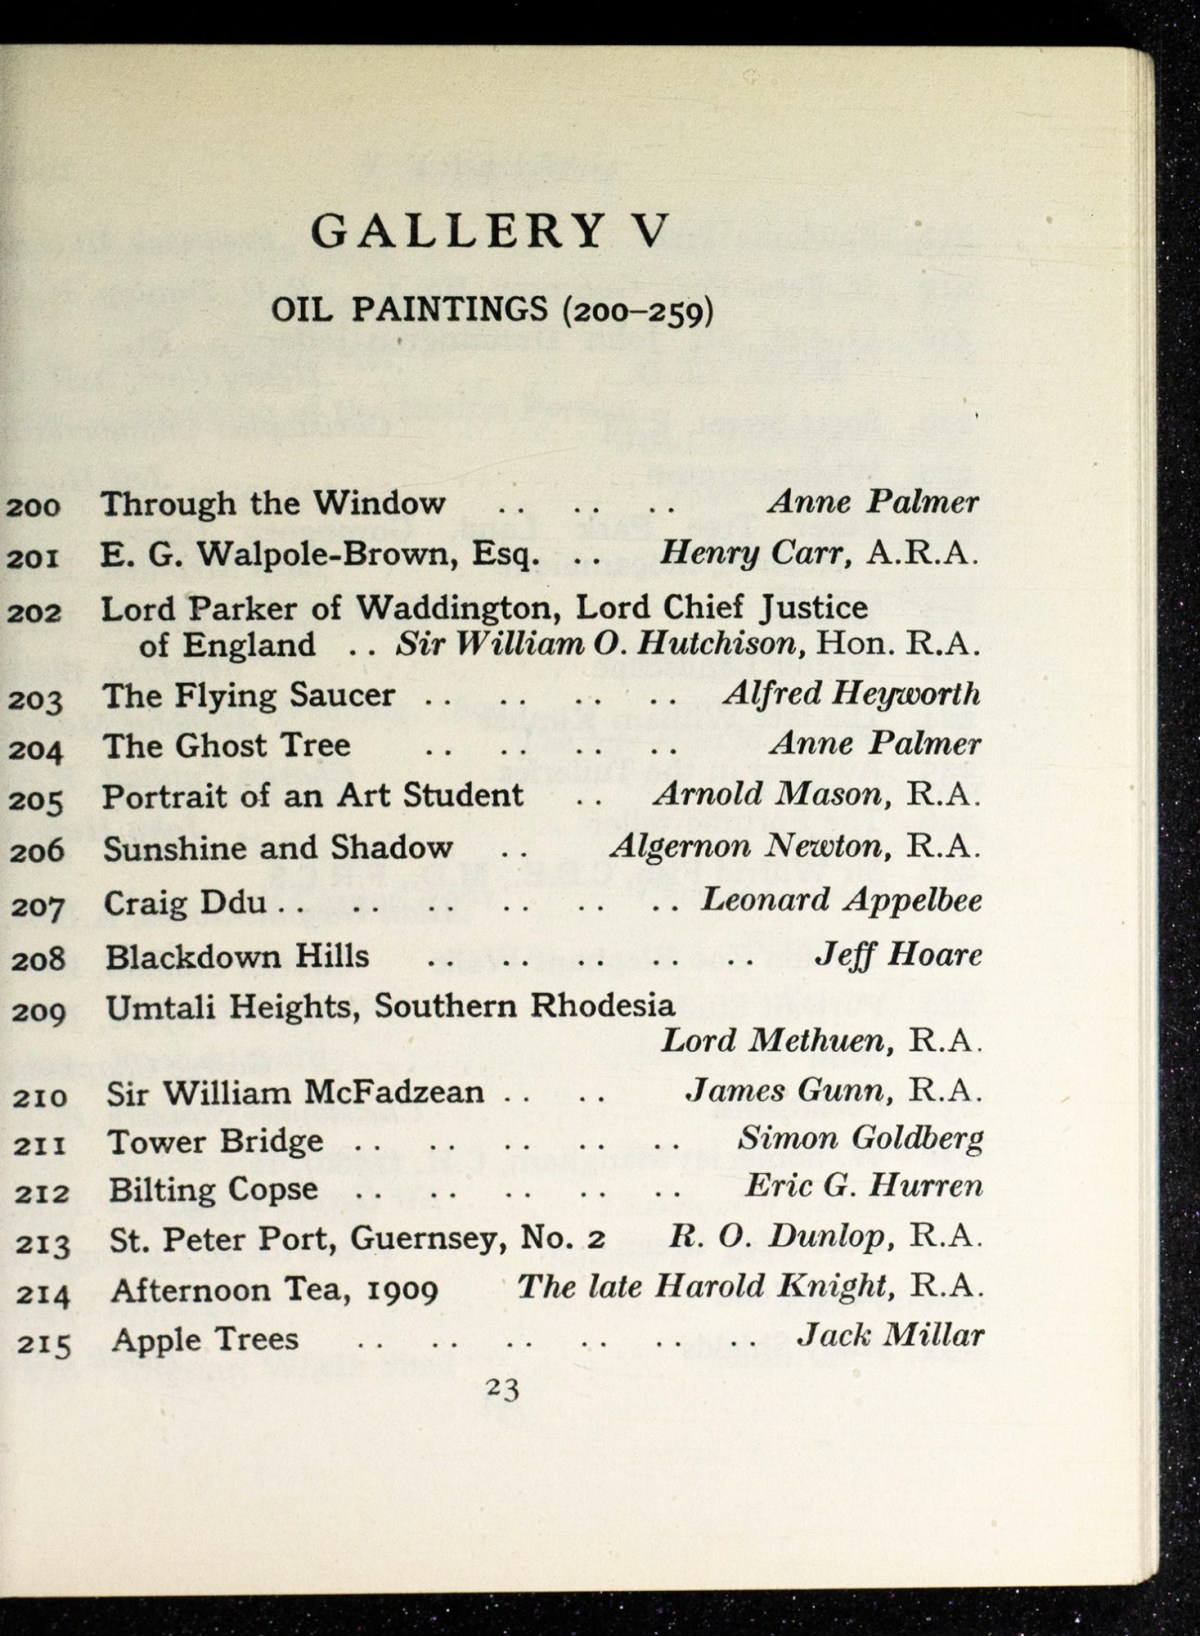 GALLERY V
OIL PAINTINGS (200–259)
200 Through the Window .. .. .. Anne Palmer
201 E. G. Walpole-Brown, Esq. .. Henry Carr, A.R.A.
202 Lord Parker of Waddington, Lord Chief Justice
of England .. Sir William O. Hutchison, Hon. R.A.
203 The Flying Saucer .. .. .. .. Alfred Heyworth
204 The Ghost Tree .. .. .. .. Anne Palmer
205 Portrait of an Art Student .. Arnold Mason, R.A.
206 Sunshine and Shadow .. Algernon Newton, R.A.
207 Craig Ddu .. .. .. .. .. .. Leonard Appelbee
208 Blackdown Hills .. .. .. .. .. Jeff Hoare
209 Umtali Heights, Southern Rhodesia
Lord Methuen, R.A.
210 Sir William McFadzean .. .. James Gunn, R.A.
211 Tower Bridge .. .. .. .. .. Simon Goldberg
212 Bilting Copse .. .. .. .. .. Eric G. Hurren
213 St. Peter Port, Guernsey, No. 2 R. O. Dunlop, R.A.
214 Afternoon Tea, 1909 The late Harold Knight, R.A.
215 Apple Trees .. .. .. .. .. .. Jack Millar
23